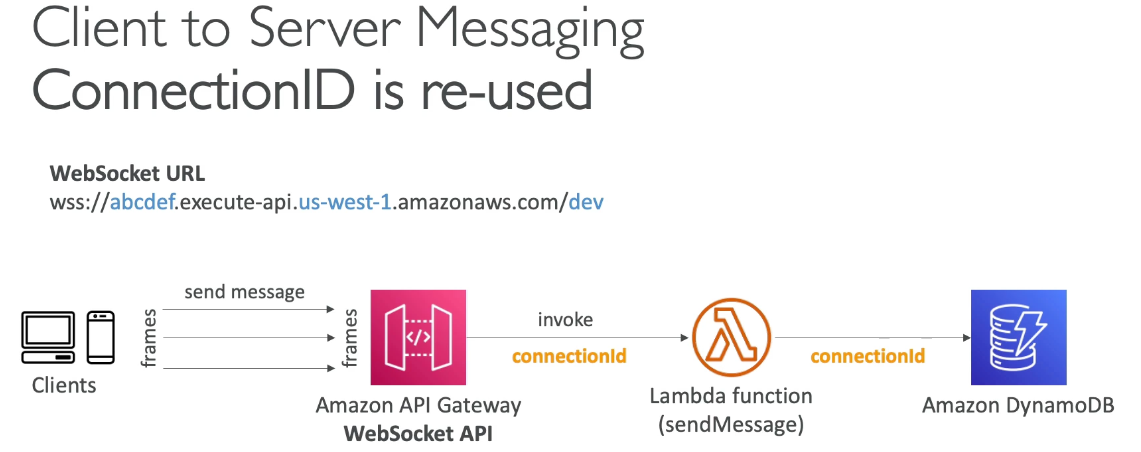 Client to Server Messaging
ConnectionID is re-used
WebSocket URL
wss://abcdef.execute-api.us-west-1.amazonaws.com/dev
send message
frames
frames
Clients
</>
Amazon API Gateway
WebSocket API
invoke
connectionId
Lambda function
(sendMessage)
connectionId
Amazon DynamoDB